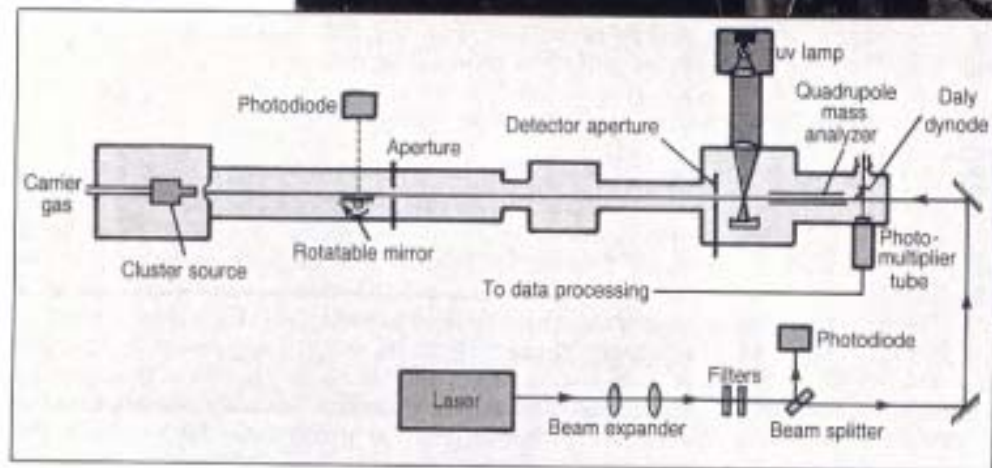 uv lamp
Photodiode
Quadrupole
mass
analyzer
Daly
dynode
Detector aperture
Aperture
Carrier
gas
Cluster source
Rotatable mirror
Photo-
multiplier
tube
To data processing
Photodiode
Laser
Filters
Beam expander
Beam splitter